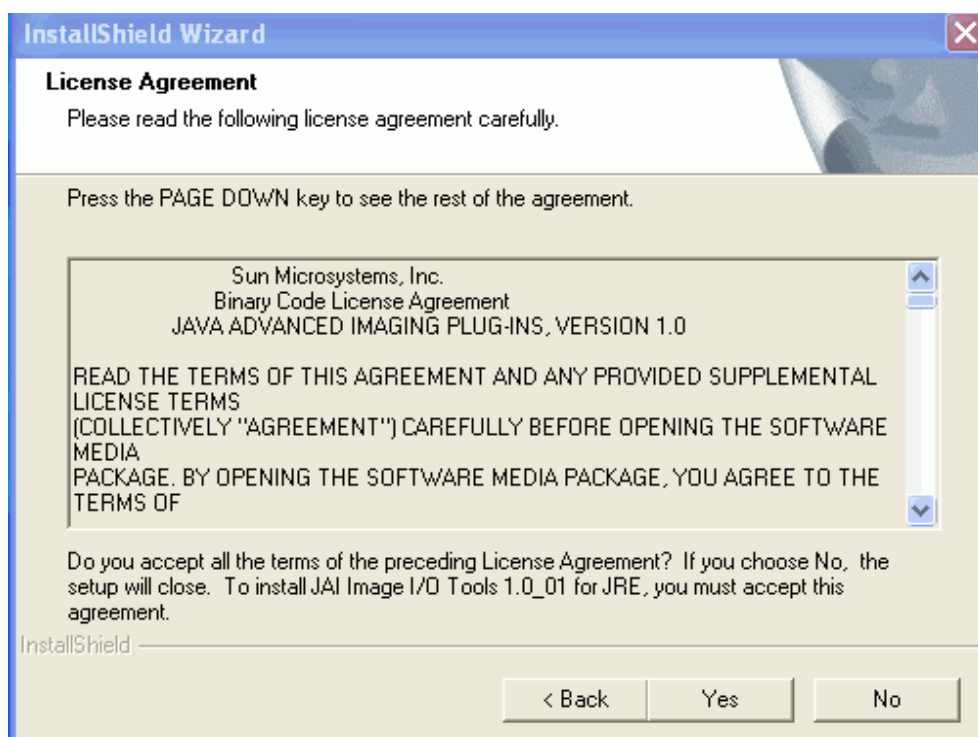 InstallShield Wizard
License Agreement
Please read the following license agreement carefully.
Press the PAGE DOWN key to see the rest of the agreement.
Sun Microsystems, Inc.
Binary Code License Agreement
JAVA ADVANCED IMAGING PLUG-INS, VERSION 1.0
READ THE TERMS OF THIS AGREEMENT AND ANY PROVIDED SUPPLEMENTAL
LICENSE TERMS
(COLLECTIVELY "AGREEMENT") CAREFULLY BEFORE OPENING THE SOFTWARE
MEDIA
PACKAGE. BY OPENING THE SOFTWARE MEDIA PACKAGE, YOU AGREE TO THE
TERMS OF
Do you accept all the terms of the preceding License Agreement? If you choose No, the
setup will close. To install JAI Image I/O Tools 1.0_01 for JRE, you must accept this
agreement.
InstallShield
< Back
Yes
No